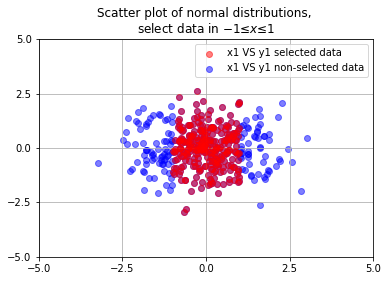 Scatter plot of normal distributions,
select data in −1≤x≤1
x1 VS y1 selected data
x1 VS y1 non-selected data
5.0
2.5
0.0
−2.5
−5.0
−5.0 −2.5 0.0 2.5 5.0